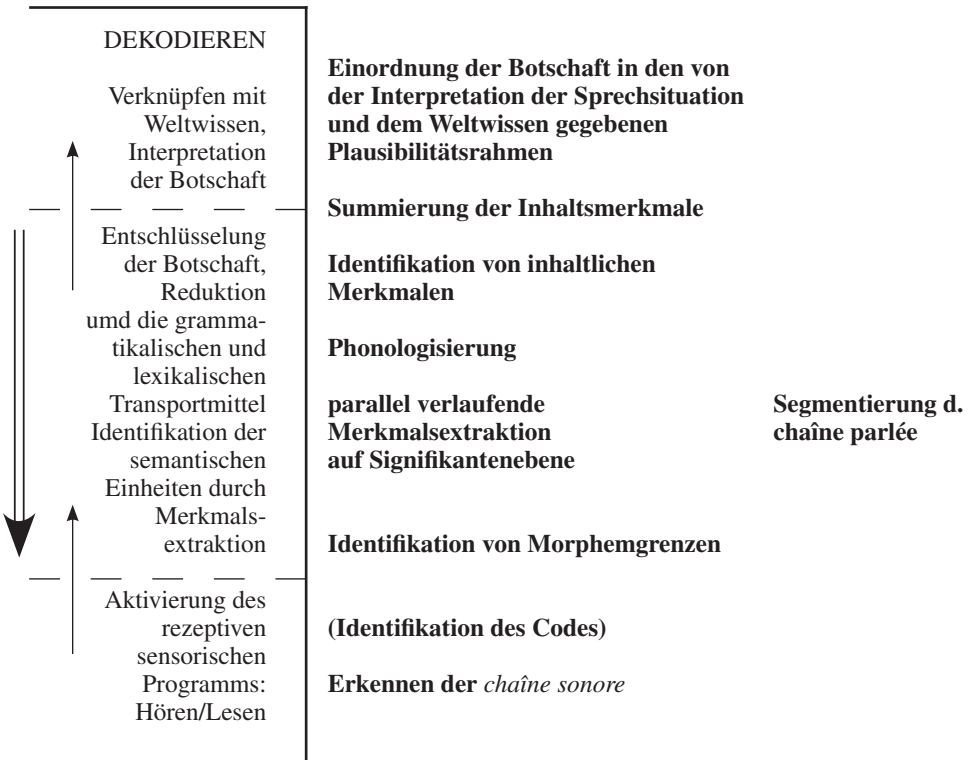 DEKODIEREN
Einordnung der Botschaft in den von
Verknüpfen mit der Interpretation der Sprechsituation
Weltwissen, und dem Weltwissen gegebenen
Interpretation Plausibilitätsrahmen
der Botschaft
Summierung der Inhaltsmerkmale
Entschlüsselung
der Botschaft, Identifikation von inhaltlichen
Reduktion Merkmalen
umd die gramma-
tikalischen und Phonologisierung
lexikalischen
Transportmittel parallel verlaufende Segmentierung d.
Identifikation der Merkmalsextraktion chaîne parlée
semantischen auf Signifikantenebene
Einheiten durch
Merkmals-
extraktion Identifikation von Morphemgrenzen
Aktivierung des
rezeptiven (Identifikation des Codes)
sensorischen
Programms: Erkennen der chaîne sonore
Hören/Lesen